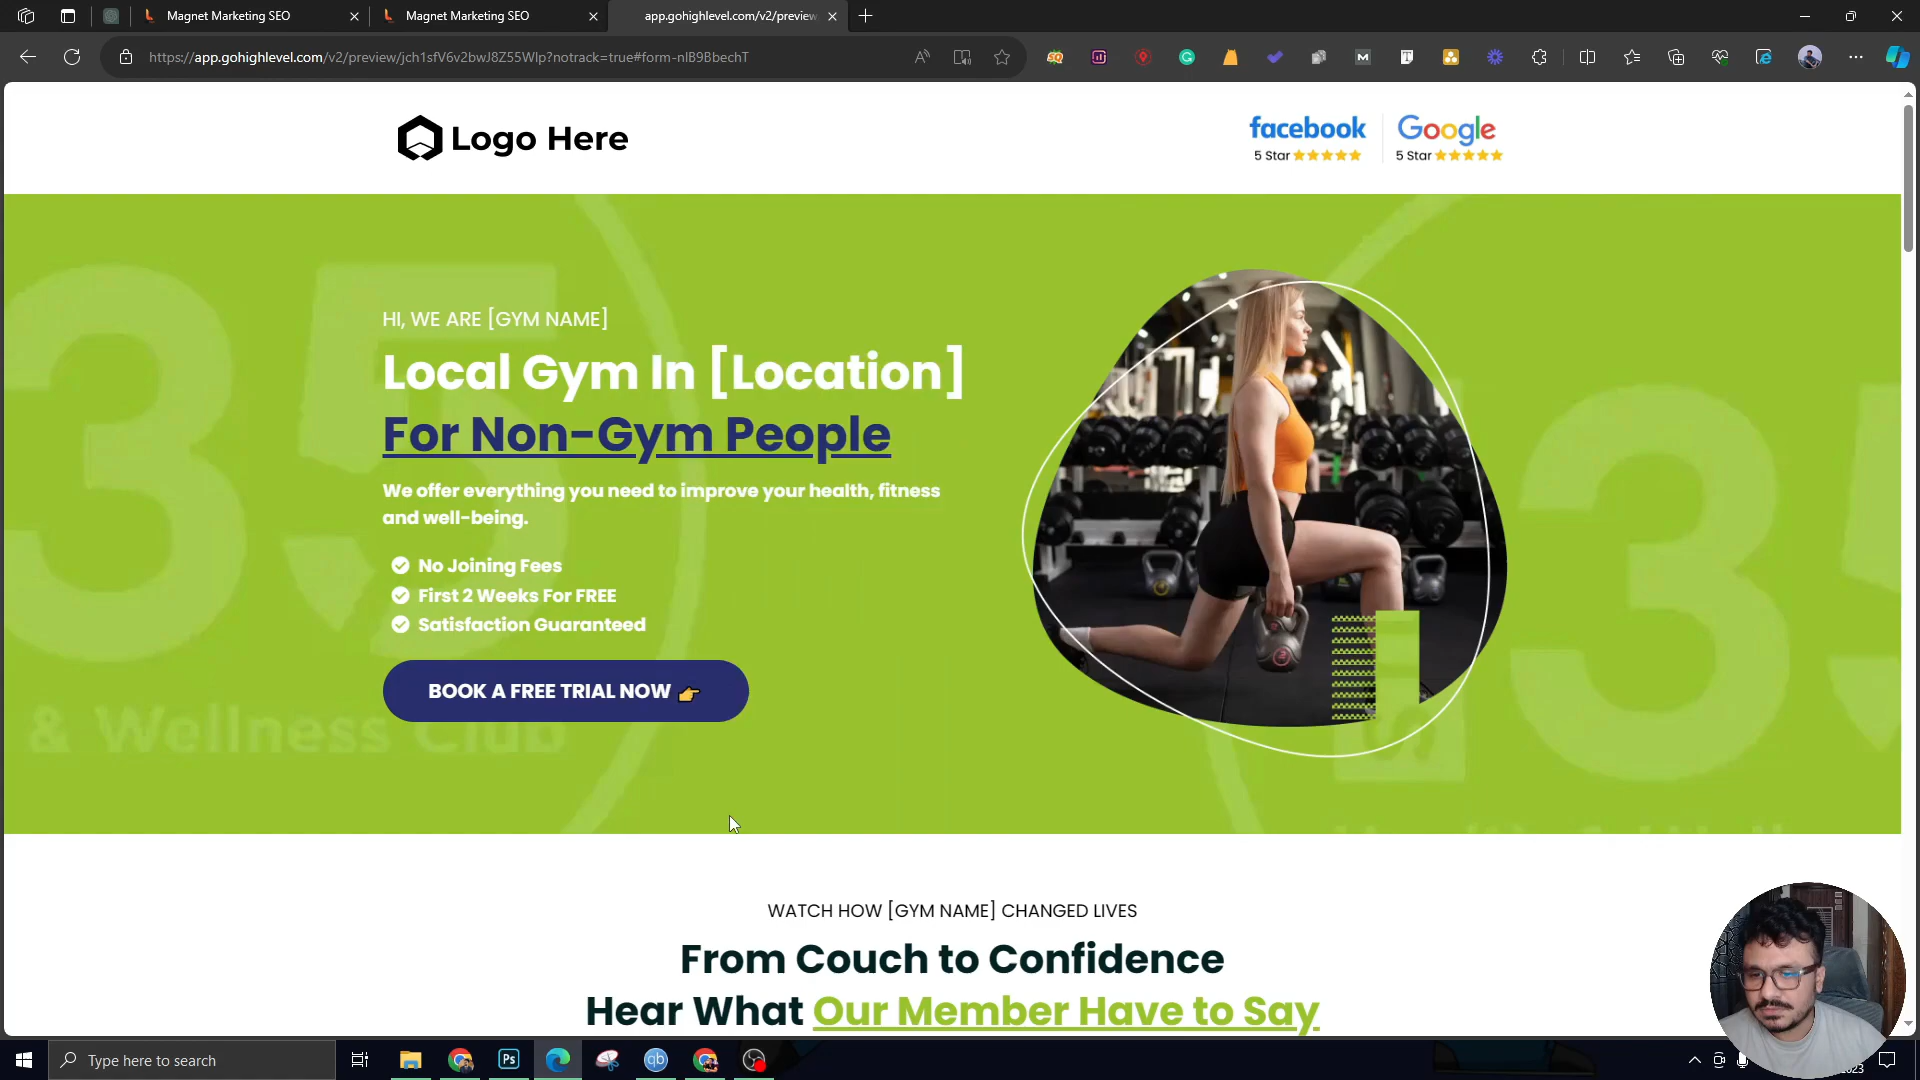 Magnet Marketing SEO
Magnet Marketing SEO
app.gohighlevel.com/v2/preview
https://app.gohighlevel.com/v2/preview/jch1sfV6v2bwJ8Z55Wlp?notrack=true#form-nlB9BbechT
Logo Here
facebook
5 Star
Google
5 Star
HI, WE ARE [GYM NAME]
Local Gym In [Location]
For Non-Gym People
We offer everything you need to improve your health, fitness
and well-being.
No Joining Fees
First 2 Weeks For FREE
Satisfaction Guaranteed
BOOK A FREE TRIAL NOW 👉
35
35
& Wellness Club
WATCH HOW [GYM NAME] CHANGED LIVES
From Couch to Confidence
Hear What Our Member Have to Say
Type here to search
Ps
qb